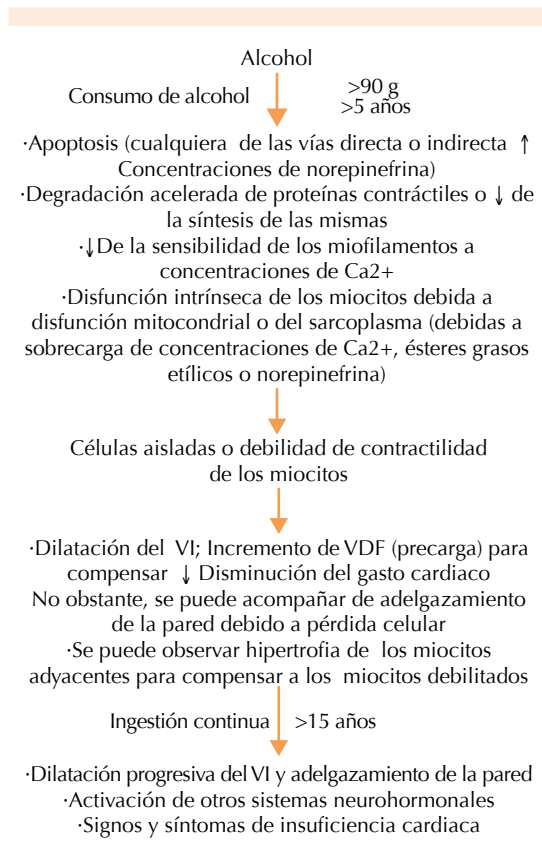 Alcohol
Consumo de alcohol
>90 g
>5 años
·Apoptosis (cualquiera de las vías directa o indirecta ↑
Concentraciones de norepinefrina)
·Degradación acelerada de proteínas contráctiles o ↓ de
la síntesis de las mismas
·↓De la sensibilidad de los miofilamentos a
concentraciones de Ca2+
·Disfunción intrínseca de los miocitos debida a
disfunción mitocondrial o del sarcoplasma (debidas a
sobrecarga de concentraciones de Ca2+, ésteres grasos
etílicos o norepinefrina)
Células aisladas o debilidad de contractilidad
de los miocitos
·Dilatación del VI; Incremento de VDF (precarga) para
compensar ↓ Disminución del gasto cardiaco
No obstante, se puede acompañar de adelgazamiento
de la pared debido a pérdida celular
·Se puede observar hipertrofia de los miocitos
adyacentes para compensar a los miocitos debilitados
Ingestión continua >15 años
·Dilatación progresiva del VI y adelgazamiento de la pared
·Activación de otros sistemas neurohormonales
·Signos y síntomas de insuficiencia cardiaca